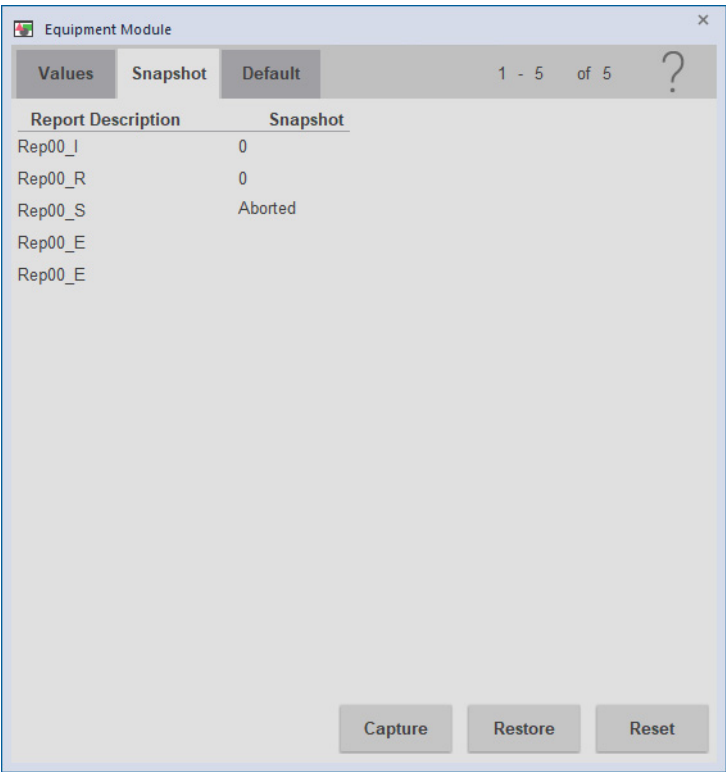 Equipment Module ×
Values Snapshot Default 1 - 5 of 5 ?
Report Description Snapshot
Rep00_I 0
Rep00_R 0
Rep00_S Aborted
Rep00_E
Rep00_E
Capture Restore Reset